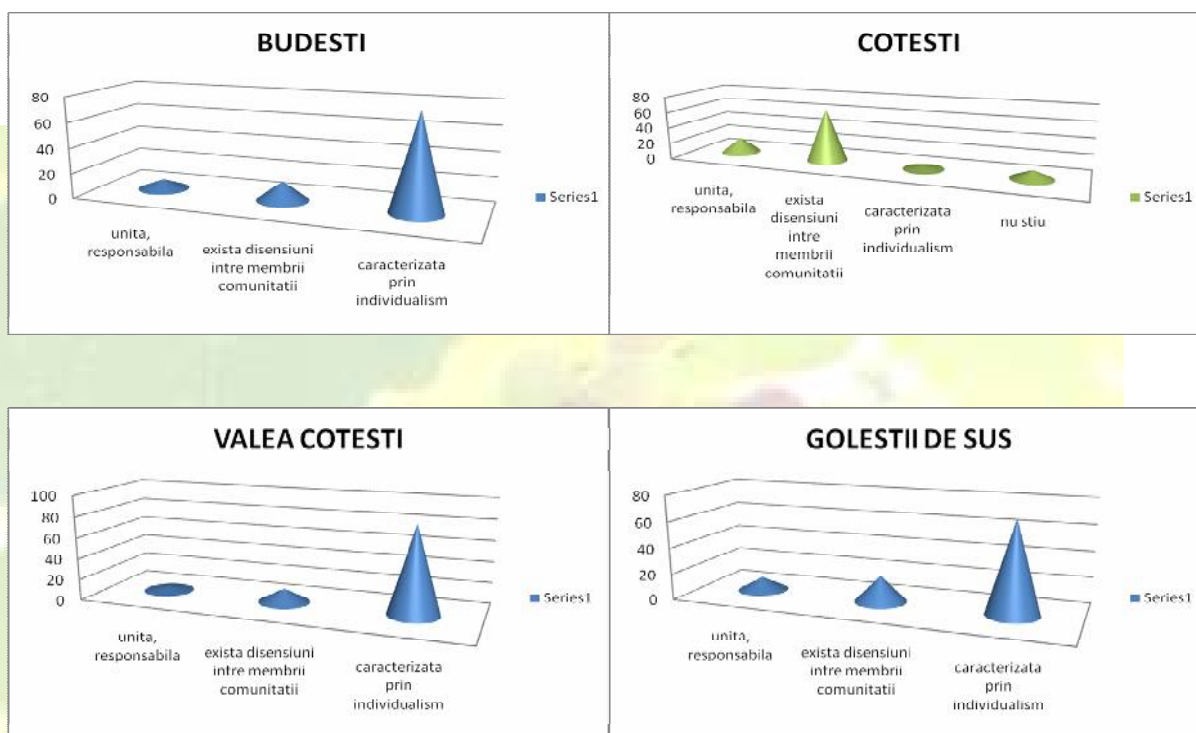 BUDESTI
80
60
40
20
0
unita,
responsabila
exista disensiuni
intre membrii
comunitatii
caracterizata
prin
individualism
Series1
COTESTI
80
60
40
20
0
unita,
responsabila
exista
disensiuni
intre
membrii
comunitatii
caracterizata
prin
individualism
nu stiu
Series1
VALEA COTESTI
100
80
60
40
20
0
unita,
responsabila
exista disensiuni
intre membrii
comunitatii
caracterizata
prin
individualism
Series1
GOLESTII DE SUS
80
60
40
20
0
unita,
responsabila
exista disensiuni
intre membrii
comunitatii
caracterizata
prin
individualism
Series1